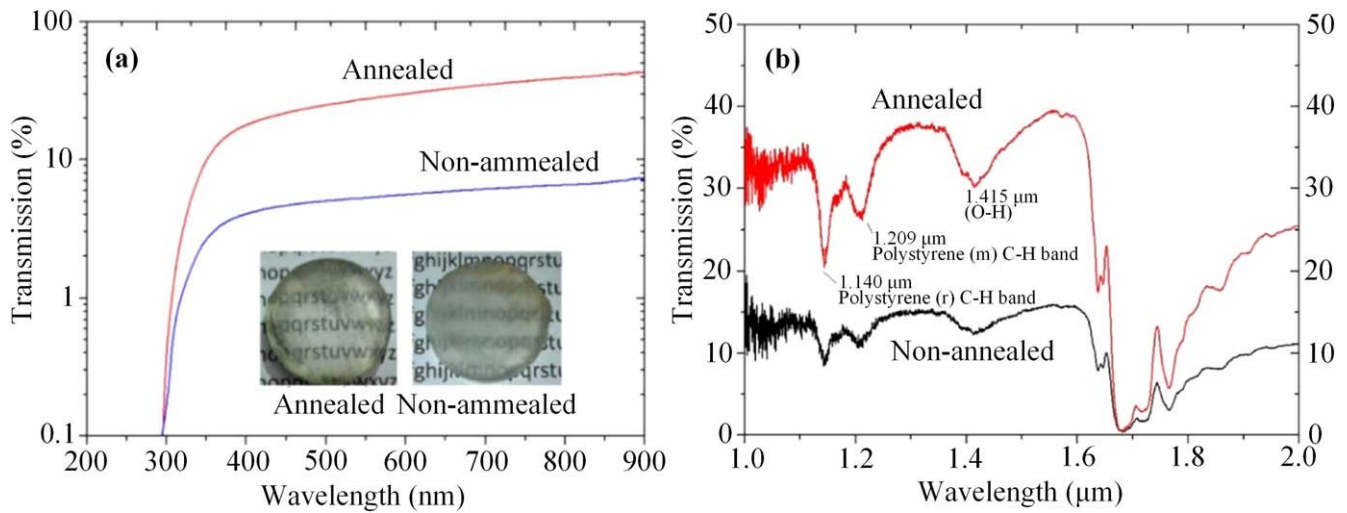 (a)
Transmission (%)
100
10
1
0.1
Annealed
Non-ammealed
ghijklmnopqrstu
Annealed Non-ammealed
200 300 400 500 600 700 800 900
Wavelength (nm)
(b)
Transmission (%)
50
40
30
20
10
0
Annealed
1.415 μm
(O-H)
1.209 μm
Polystyrene (m) C-H band
1.140 μm
Polystyrene (r) C-H band
Non-annealed
50
40
30
20
10
0
1.0 1.2 1.4 1.6 1.8 2.0
Wavelength (μm)